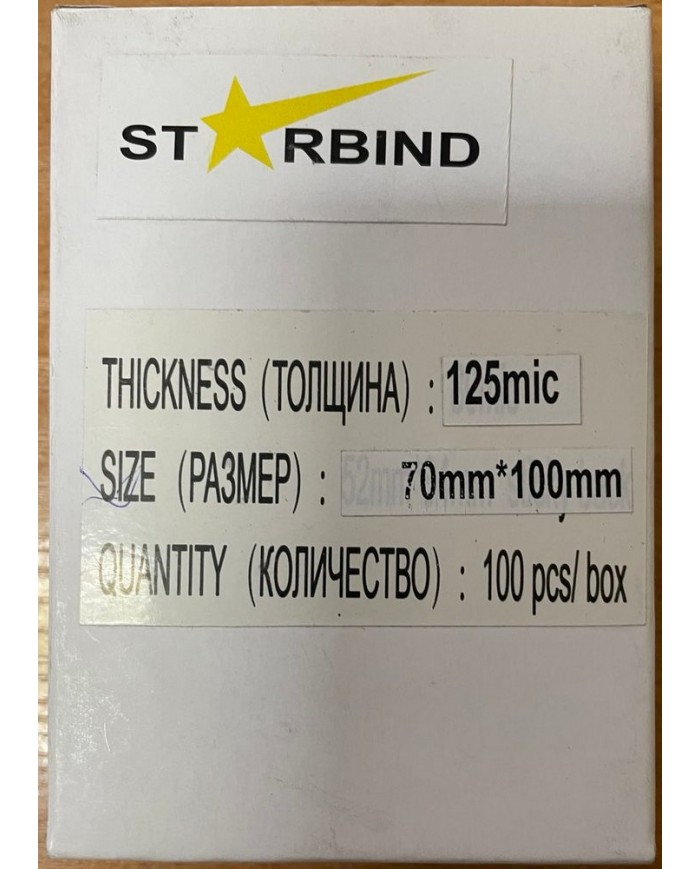 STARBIND
THICKNESS (ТОЛЩИНА) : 125mic
SIZE (РАЗМЕР) : 70mm*100mm
QUANTITY (КОЛИЧЕСТВО) : 100 pcs/ box